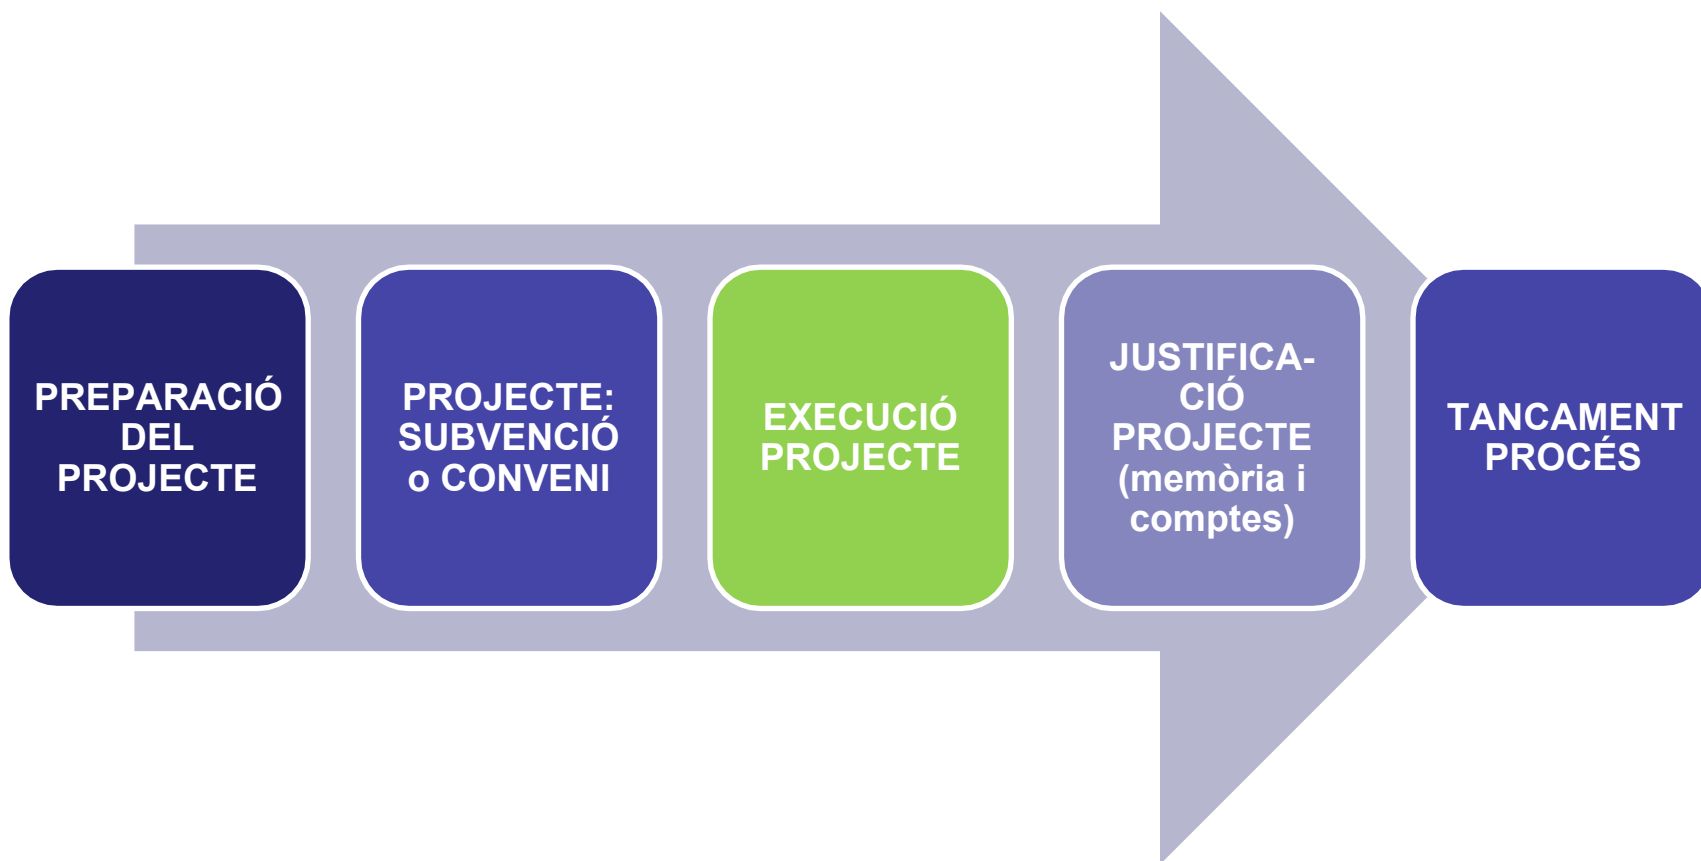 PREPARACIÓ
DEL
PROJECTE
PROJECTE:
SUBVENCIÓ
o CONVENI
EXECUCIÓ
PROJECTE
JUSTIFICA-
CIÓ
PROJECTE
(memòria i
comptes)
TANCAMENT
PROCÉS